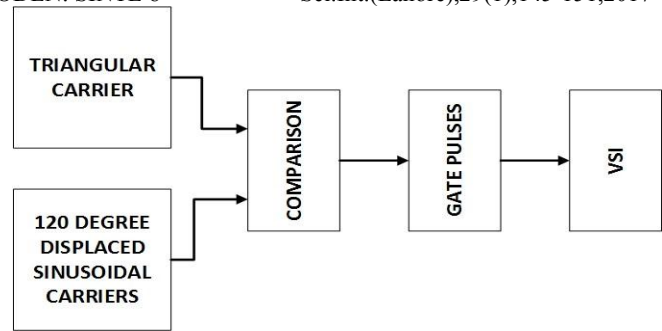 TRIANGULAR
CARRIER
120 DEGREE
DISPLACED
SINUSOIDAL
CARRIERS
COMPARISON
GATE PULSES
VSI